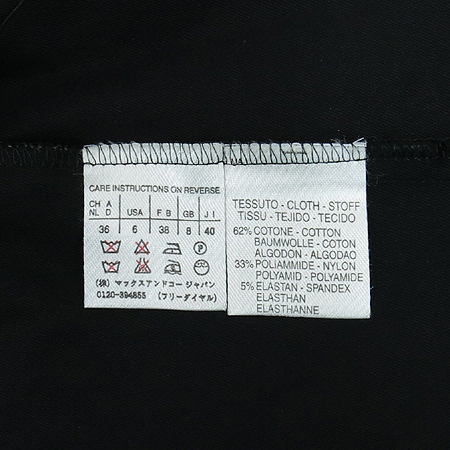 CARE INSTRUCTIONS ON REVERSE
CH A USA F B GB J I
NL D
36 6 38 8 40
(株) マックスアンドコー ジャパン
0120-394855 (フリーダイヤル)
TESSUTO - CLOTH - STOFF
TISSU - TEJIDO - TECIDO
62% COTONE - COTTON
BAUMWOLLE - COTON
ALGODON - ALGODAO
33% POLIAMMIDE - NYLON
POLYAMID - POLYAMIDE
5% ELASTAN - SPANDEX
ELASTHAN
ELASTHANNE